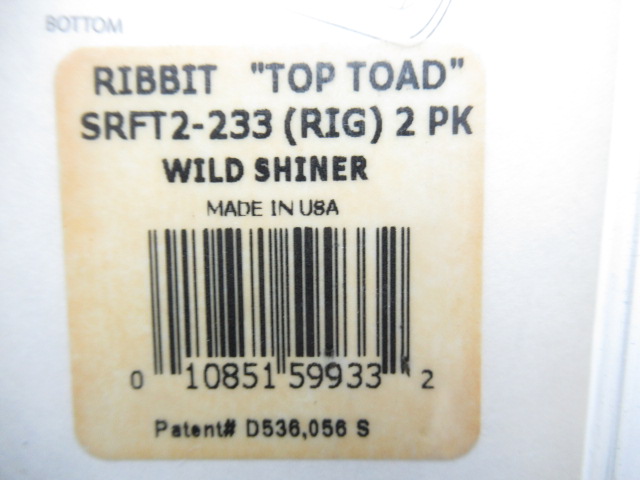 BOTTOM
RIBBIT "TOP TOAD"
SRFT2-233 (RIG) 2 PK
WILD SHINER
MADE IN USA
0 10851 59933 2
Patent# D536,056 S